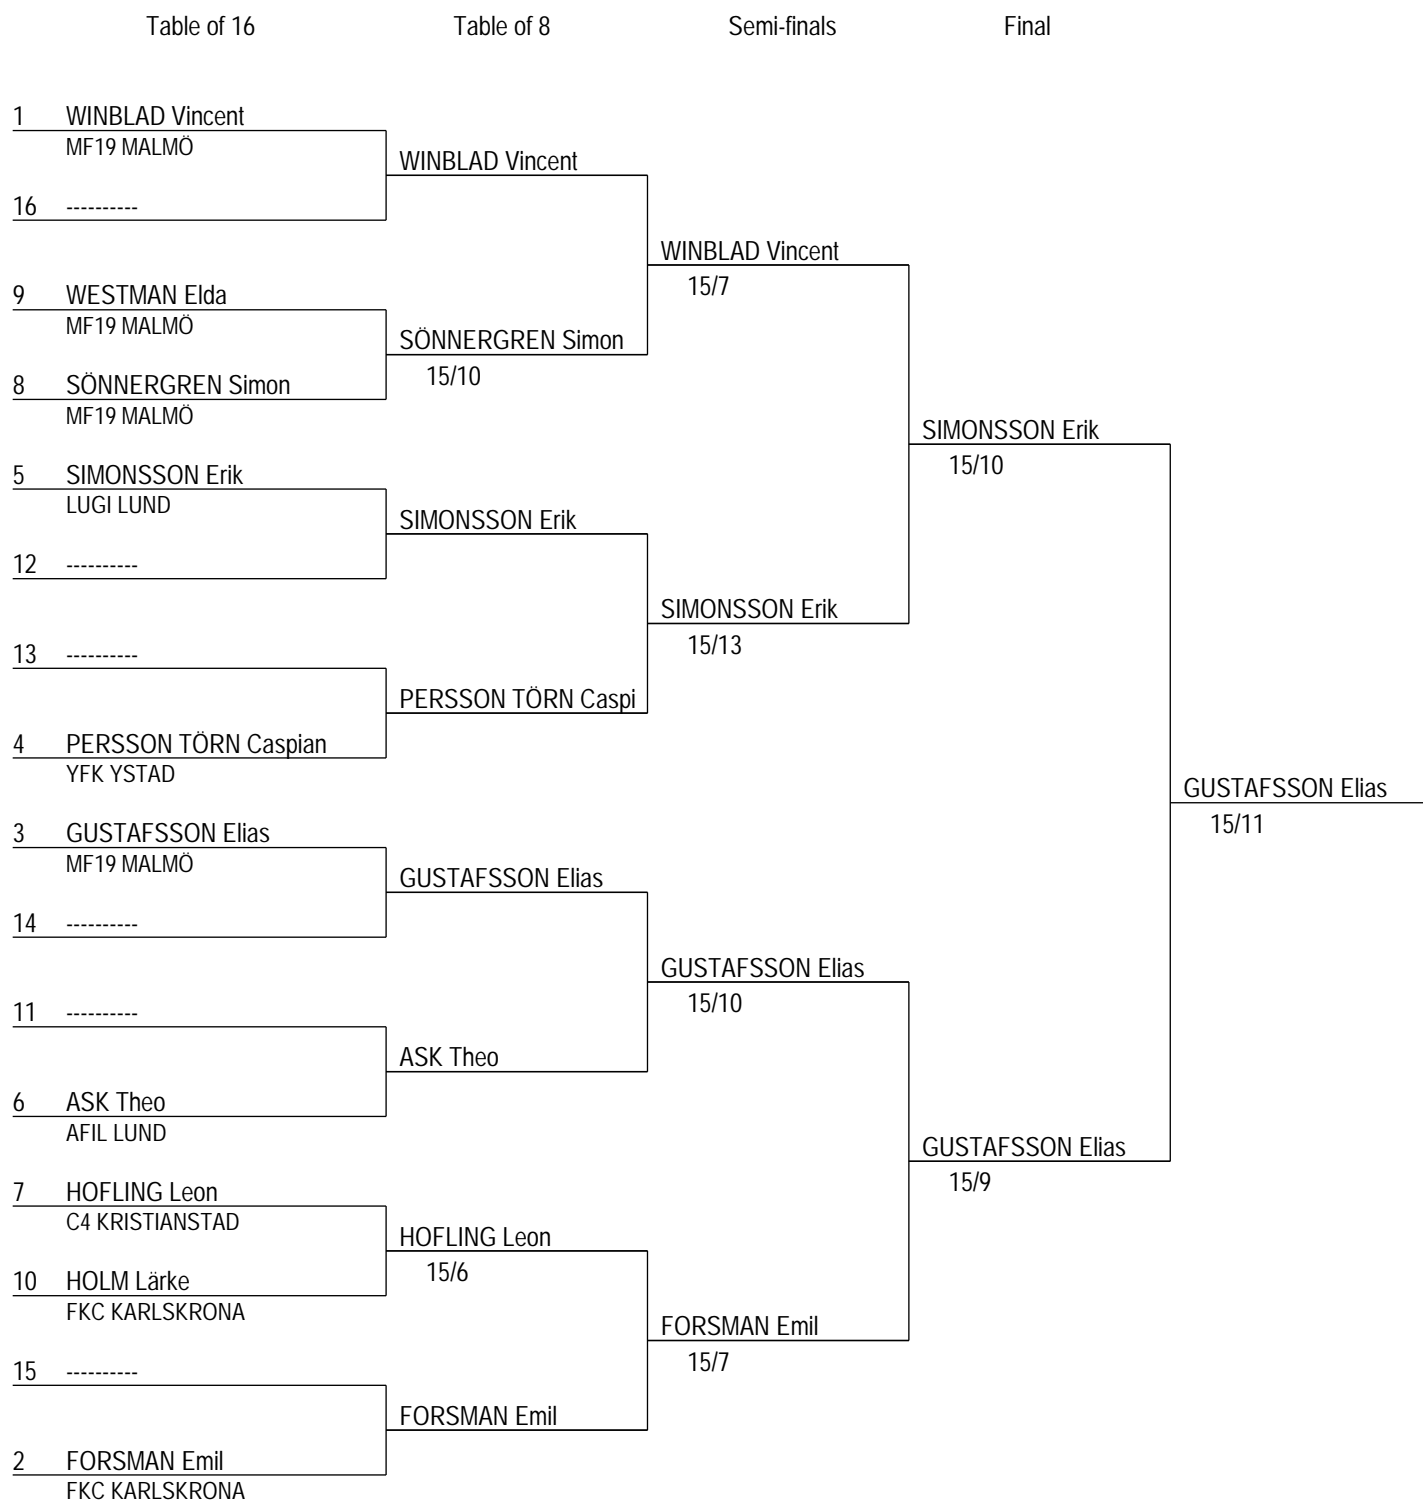 Table of 16 Table of 8 Semi-finals Final
1 WINBLAD Vincent
MF19 MALMÖ
WINBLAD Vincent
16 ----------
WINBLAD Vincent
15/7
9 WESTMAN Elda
MF19 MALMÖ
SÖNNERGREN Simon
15/10
8 SÖNNERGREN Simon
MF19 MALMÖ
SIMONSSON Erik
15/10
5 SIMONSSON Erik
LUGI LUND
SIMONSSON Erik
12 ----------
SIMONSSON Erik
15/13
13 ----------
PERSSON TÖRN Caspi
4 PERSSON TÖRN Caspian
YFK YSTAD
GUSTAFSSON Elias
15/11
3 GUSTAFSSON Elias
MF19 MALMÖ
GUSTAFSSON Elias
14 ----------
GUSTAFSSON Elias
15/10
11 ----------
ASK Theo
6 ASK Theo
AFIL LUND
GUSTAFSSON Elias
15/9
7 HOFLING Leon
C4 KRISTIANSTAD
HOFLING Leon
15/6
10 HOLM Lärke
FKC KARLSKRONA
FORSMAN Emil
15/7
15 ----------
FORSMAN Emil
2 FORSMAN Emil
FKC KARLSKRONA